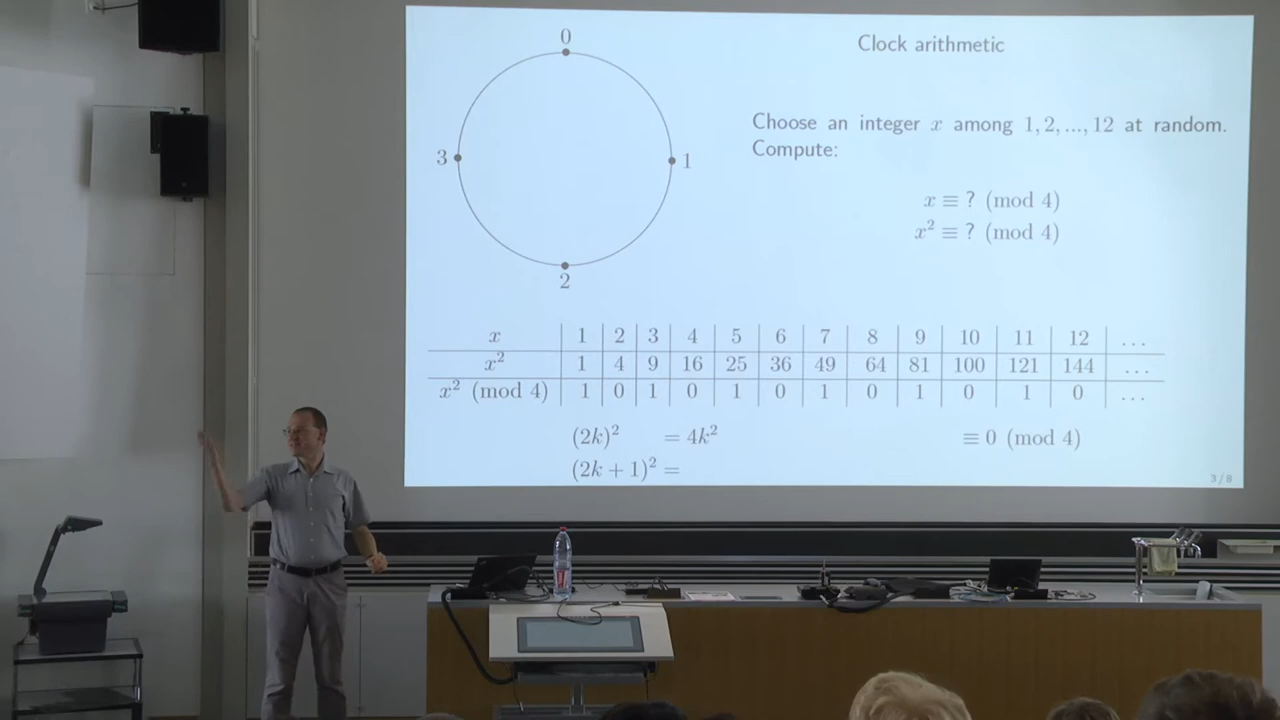 Clock arithmetic
0
3
1
2
Choose an integer x among 1, 2, ..., 12 at random.
Compute:
x ≡ ? (mod 4)
x² ≡ ? (mod 4)
x 1 2 3 4 5 6 7 8 9 10 11 12 ...
x² 1 4 9 16 25 36 49 64 81 100 121 144 ...
x² (mod 4) 1 0 1 0 1 0 1 0 1 0 1 0 ...
(2k)² = 4k² ≡ 0 (mod 4)
(2k + 1)² =
3 / 8